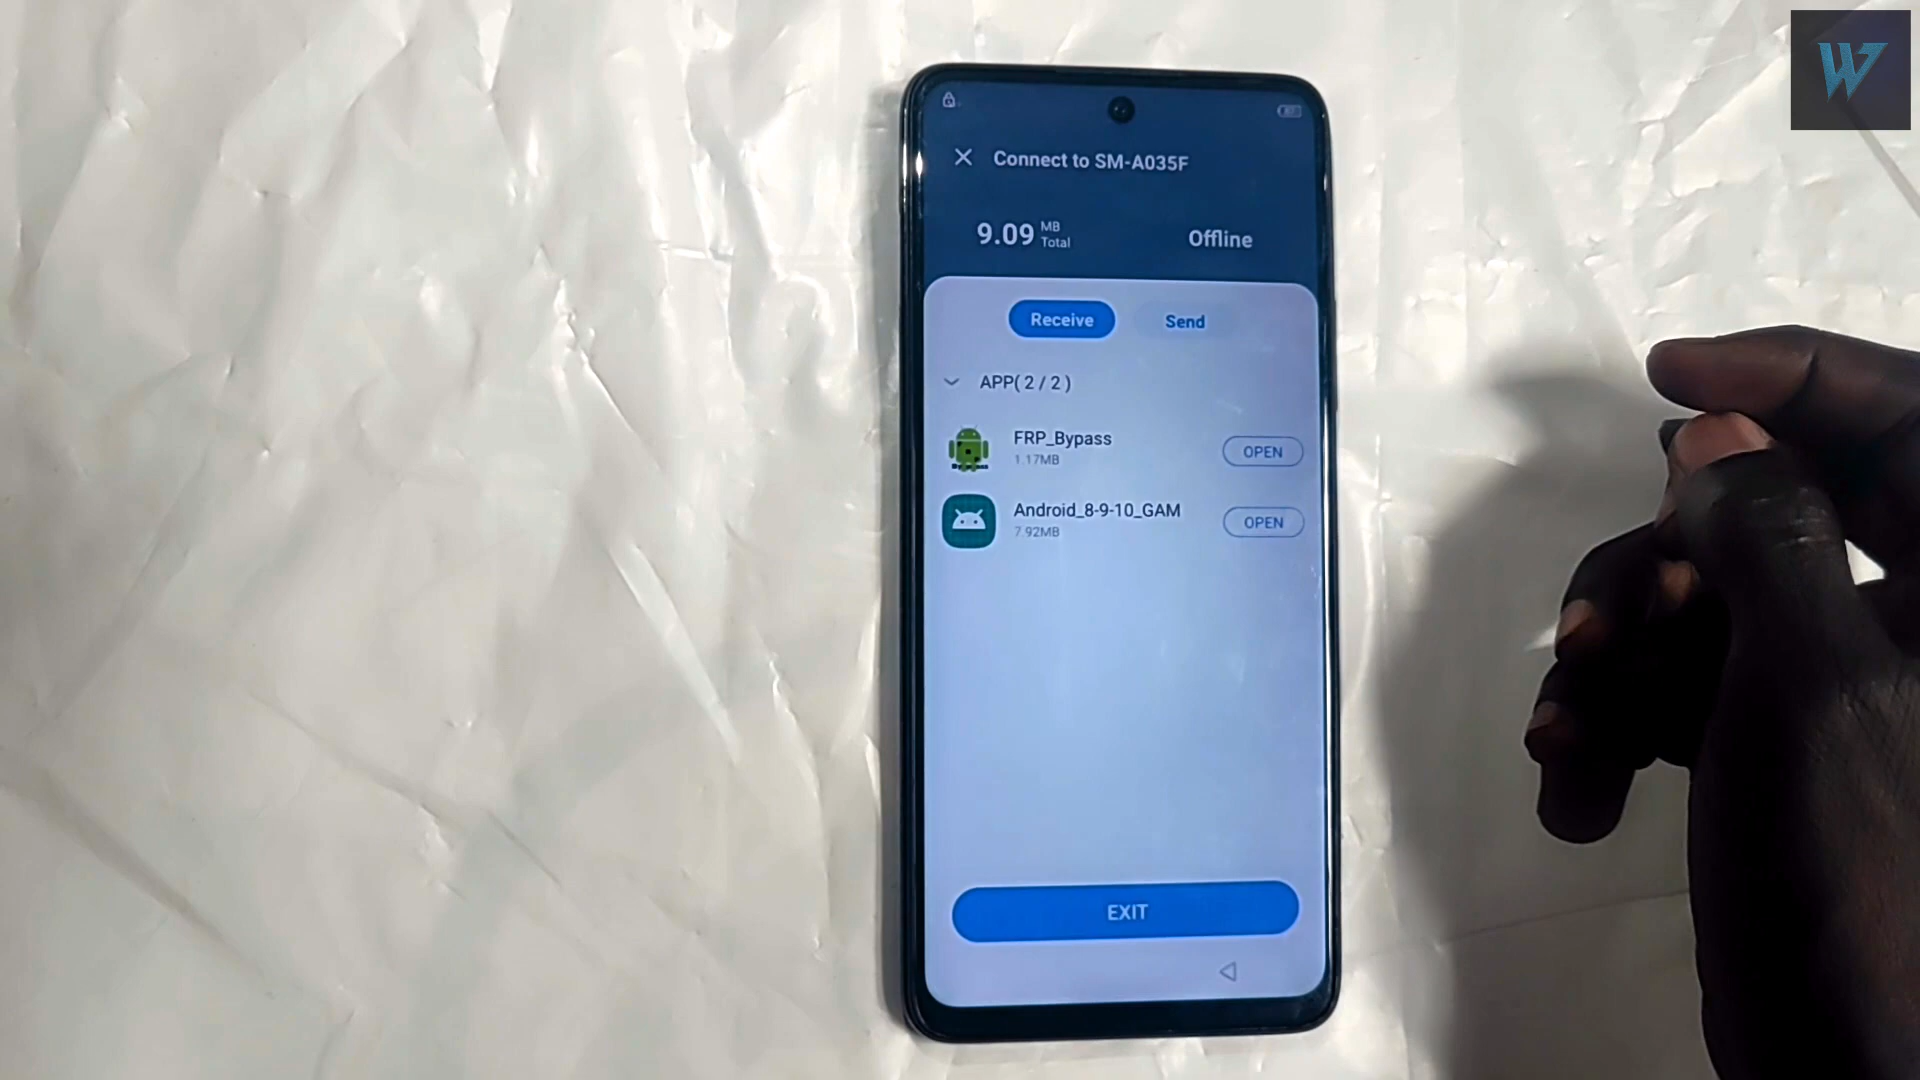 W
Connect to SM-A035F
9.09 MB Total
Offline
Receive
Send
APP( 2 / 2 )
FRP_Bypass
1.17MB
OPEN
Android_8-9-10_GAM
7.92MB
OPEN
EXIT